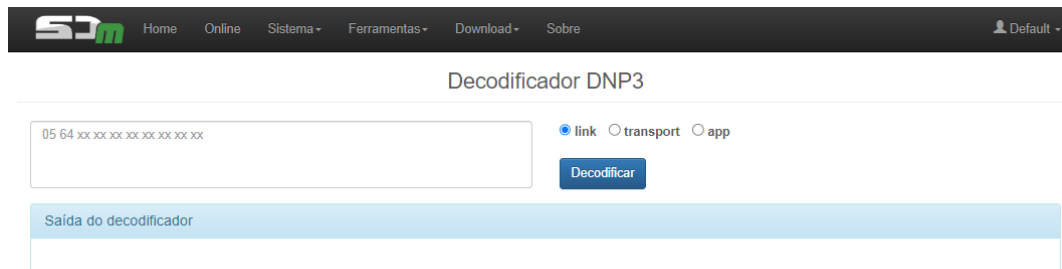 SDm Home Online Sistema Ferramentas Download Sobre Default
Decodificador DNP3
05 64 xx xx xx xx xx xx xx xx
link transport app
Decodificar
Saída do decodificador